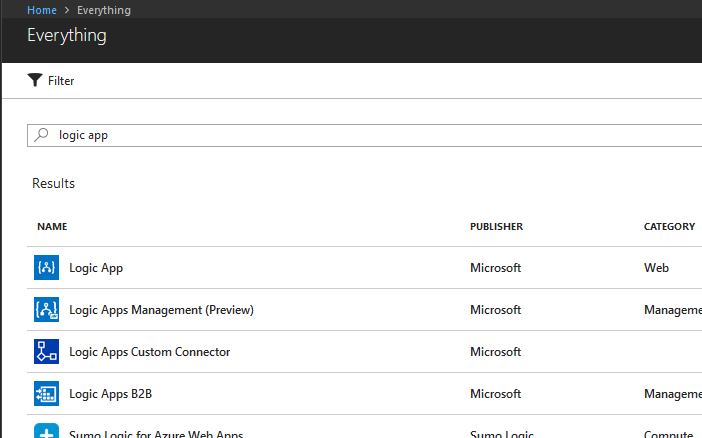 Home > Everything
Everything
Filter
logic app
Results
NAME PUBLISHER CATEGORY
Logic App Microsoft Web
Logic Apps Management (Preview) Microsoft Manageme
Logic Apps Custom Connector Microsoft
Logic Apps B2B Microsoft Manageme
Sumo Logic for Azure Web Apps Sumo Logic Compute